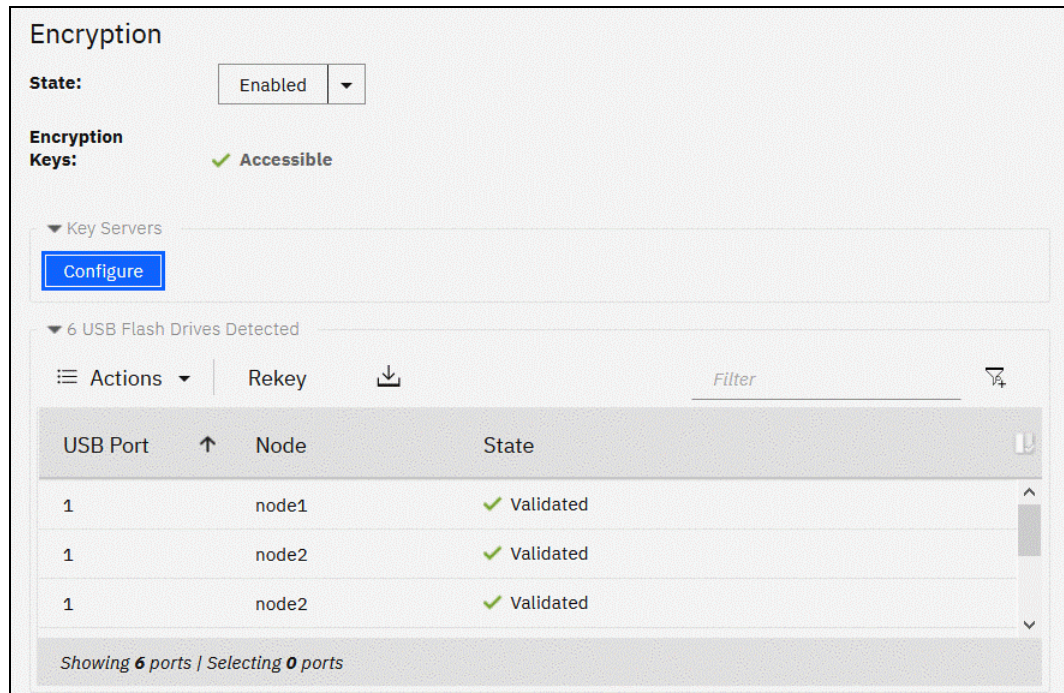 Encryption
State: Enabled
Encryption
Keys: Accessible
Key Servers
Configure
6 USB Flash Drives Detected
Actions Rekey Filter
USB Port Node State
1 node1 Validated
1 node2 Validated
1 node2 Validated
Showing 6 ports | Selecting 0 ports